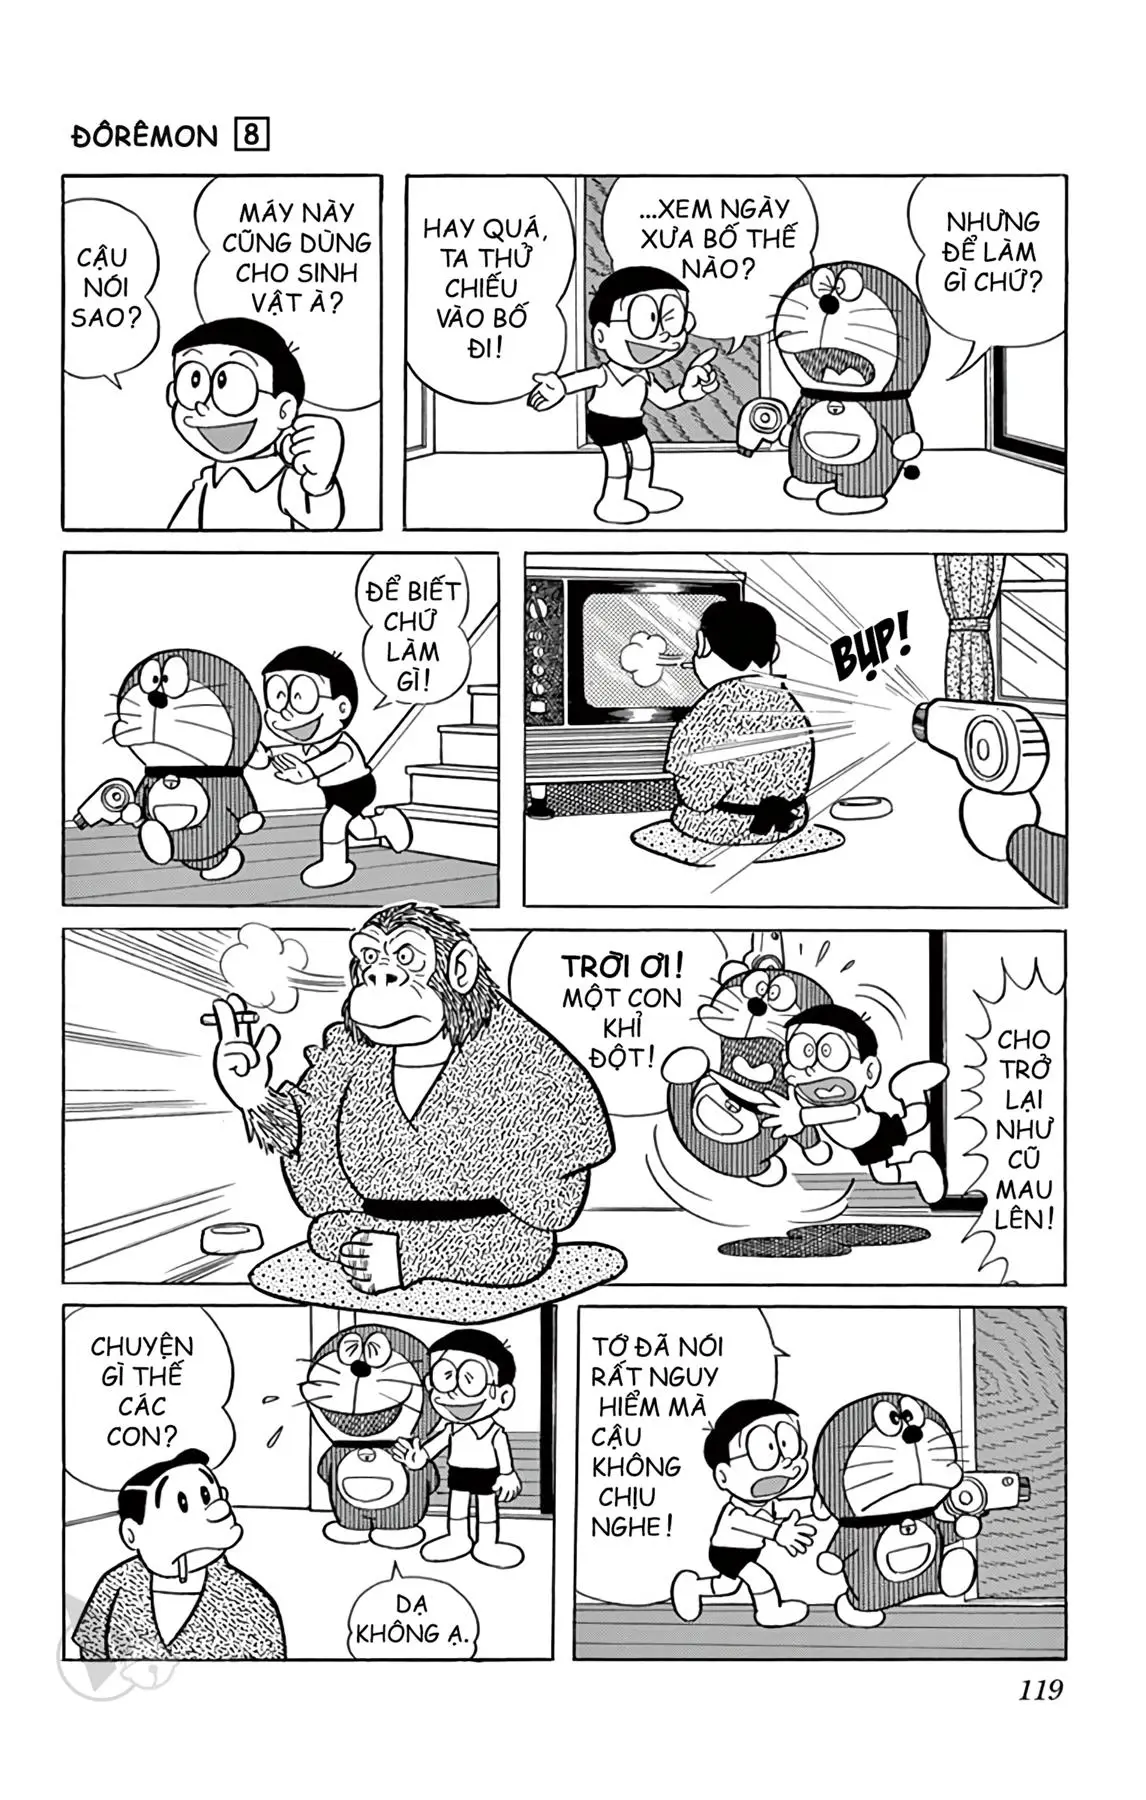 ĐÔRÊMON 8
CẬU
NÓI
SAO?
MÁY NÀY
CŨNG DÙNG
CHO SINH
VẬT À?
HAY QUÁ,
TA THỬ
CHIẾU
VÀO BỐ
ĐI!
...XEM NGÀY
XƯA BỐ THẾ
NÀO?
NHƯNG
ĐỂ LÀM
GÌ CHỨ?
ĐỂ BIẾT
CHỨ
LÀM
GÌ!
BỤP!
TRỜI ƠI!
MỘT CON
KHỈ
ĐỘT!
CHO
TRỞ
LẠI
NHƯ
CŨ
MAU
LÊN!
CHUYỆN
GÌ THẾ
CÁC
CON?
DẠ
KHÔNG Ạ.
TỚ ĐÃ NÓI
RẤT NGUY
HIỂM MÀ
CẬU
KHÔNG
CHỊU
NGHE!
119